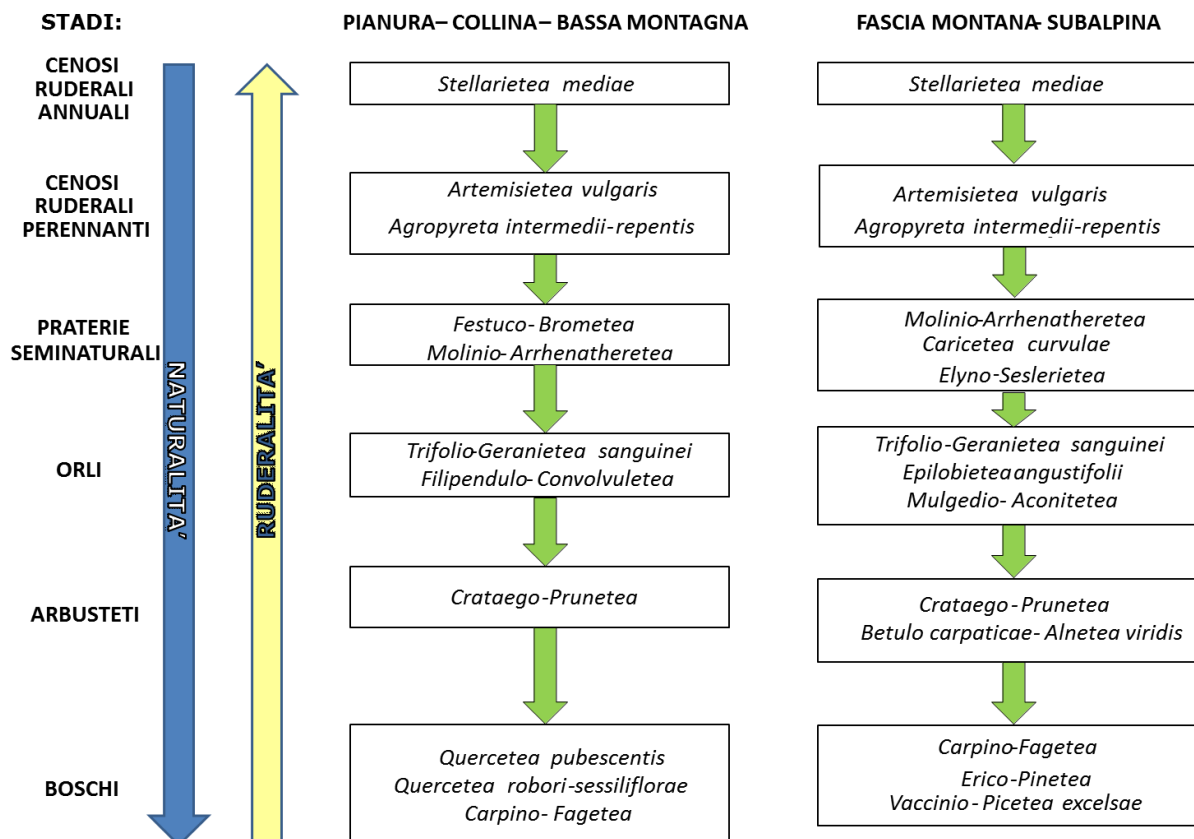 STADI:
PIANURA– COLLINA – BASSA MONTAGNA
FASCIA MONTANA- SUBALPINA
CENOSI
RUDERALI
ANNUALI
Stellarietea mediae
Stellarietea mediae
CENOSI
RUDERALI
PERENNANTI
Artemisietea vulgaris
Agropyreta intermedii-repentis
Artemisietea vulgaris
Agropyreta intermedii-repentis
PRATERIE
SEMINATURALI
Festuco- Brometea
Molinio- Arrhenatheretea
Molinio-Arrhenatheretea
Caricetea curvulae
Elyno-Seslerietea
NATURALITA’
RUDERALITA’
ORLI
Trifolio-Geranietea sanguinei
Filipendulo- Convolvuletea
Trifolio-Geranietea sanguinei
Epilobietea angustifolii
Mulgedio- Aconitetea
ARBUSTETI
Crataego-Prunetea
Crataego- Prunetea
Betulo carpaticae- Alnetea viridis
BOSCHI
Quercetea pubescentis
Quercetea robori-sessiliflorae
Carpino- Fagetea
Carpino-Fagetea
Erico-Pinetea
Vaccinio- Picetea excelsae